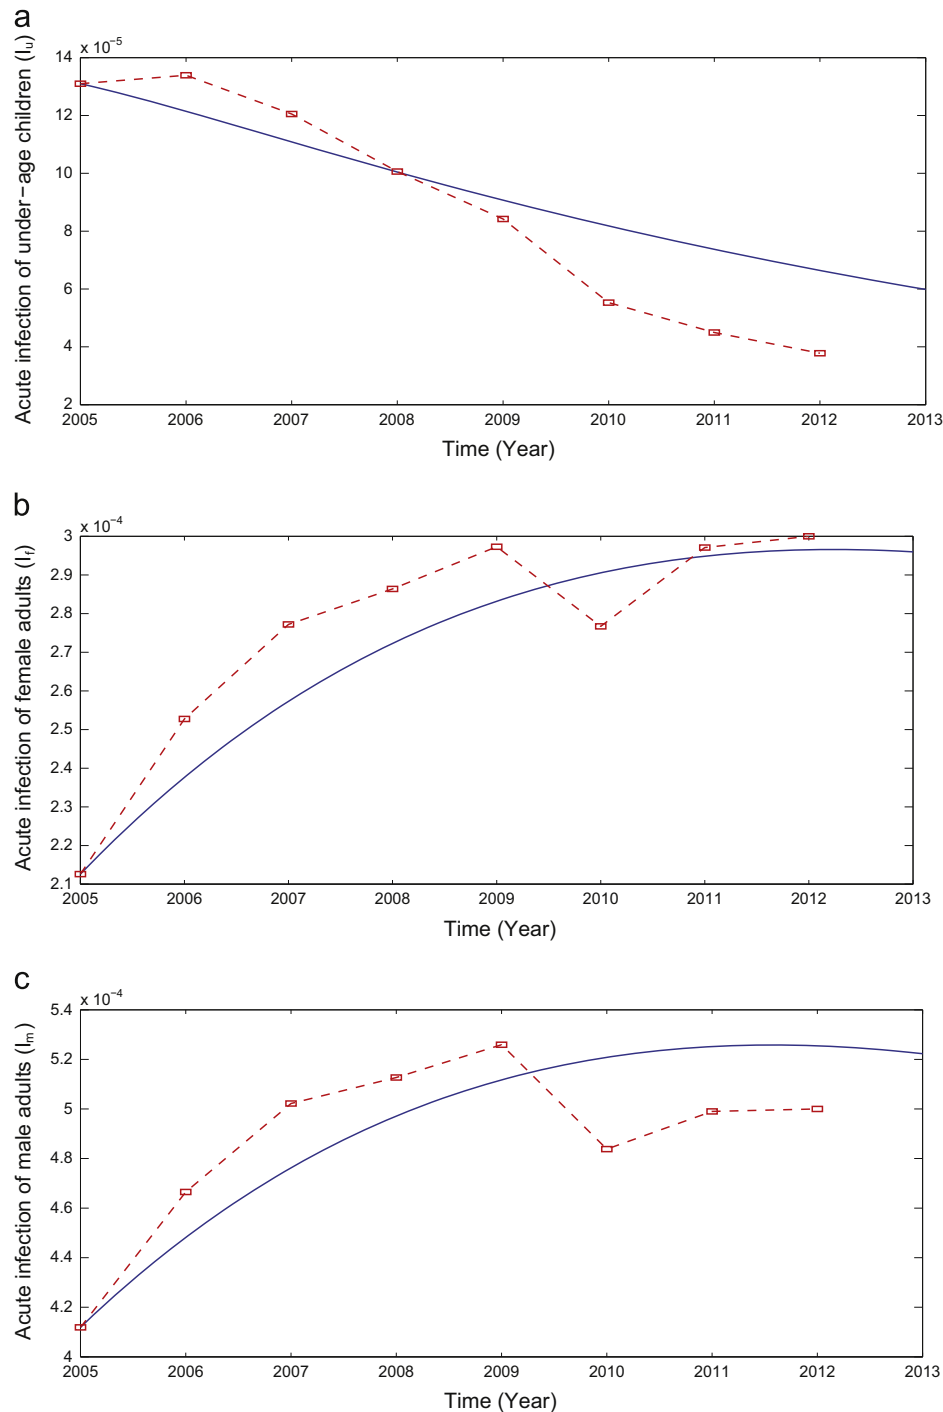 a
x 10⁻⁵
14
12
10
8
6
4
2
Acute infection of under−age children (Iᵤ)
2005 2006 2007 2008 2009 2010 2011 2012 2013
Time (Year)
b
x 10⁻⁴
3
2.9
2.8
2.7
2.6
2.5
2.4
2.3
2.2
2.1
Acute infection of female adults (I_f)
2005 2006 2007 2008 2009 2010 2011 2012 2013
Time (Year)
c
x 10⁻⁴
5.4
5.2
5
4.8
4.6
4.4
4.2
4
Acute infection of male adults (Iₘ)
2005 2006 2007 2008 2009 2010 2011 2012 2013
Time (Year)